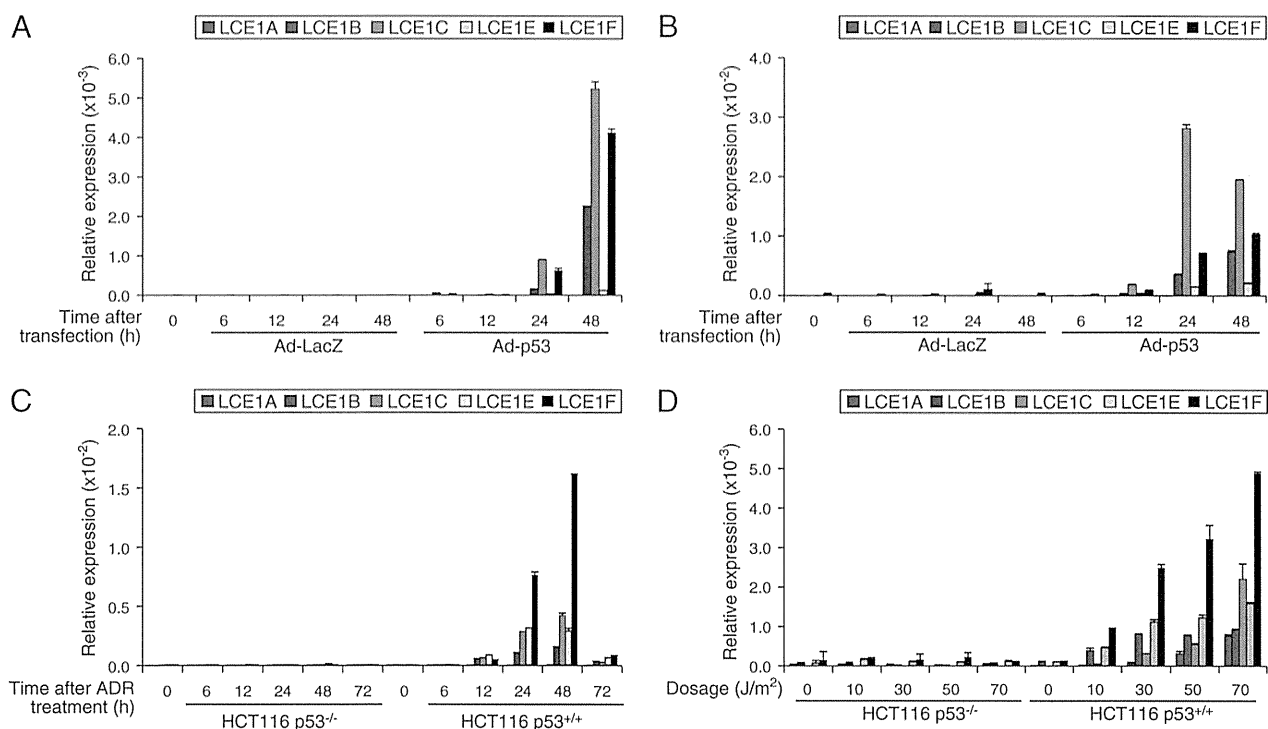 A
LCE1A LCE1B LCE1C LCE1E LCE1F
Relative expression (x10-3)
6.0
5.0
4.0
3.0
2.0
1.0
0.0
Time after transfection (h)
0 6 12 24 48 6 12 24 48
Ad-LacZ Ad-p53
B
LCE1A LCE1B LCE1C LCE1E LCE1F
Relative expression (x10-2)
4.0
3.0
2.0
1.0
0.0
Time after transfection (h)
0 6 12 24 48 6 12 24 48
Ad-LacZ Ad-p53
C
LCE1A LCE1B LCE1C LCE1E LCE1F
Relative expression (x10-2)
2.0
1.5
1.0
0.5
0.0
Time after ADR treatment (h)
0 6 12 24 48 72 0 6 12 24 48 72
HCT116 p53-/- HCT116 p53+/+
D
LCE1A LCE1B LCE1C LCE1E LCE1F
Relative expression (x10-3)
6.0
5.0
4.0
3.0
2.0
1.0
0.0
Dosage (J/m2)
0 10 30 50 70 0 10 30 50 70
HCT116 p53-/- HCT116 p53+/+